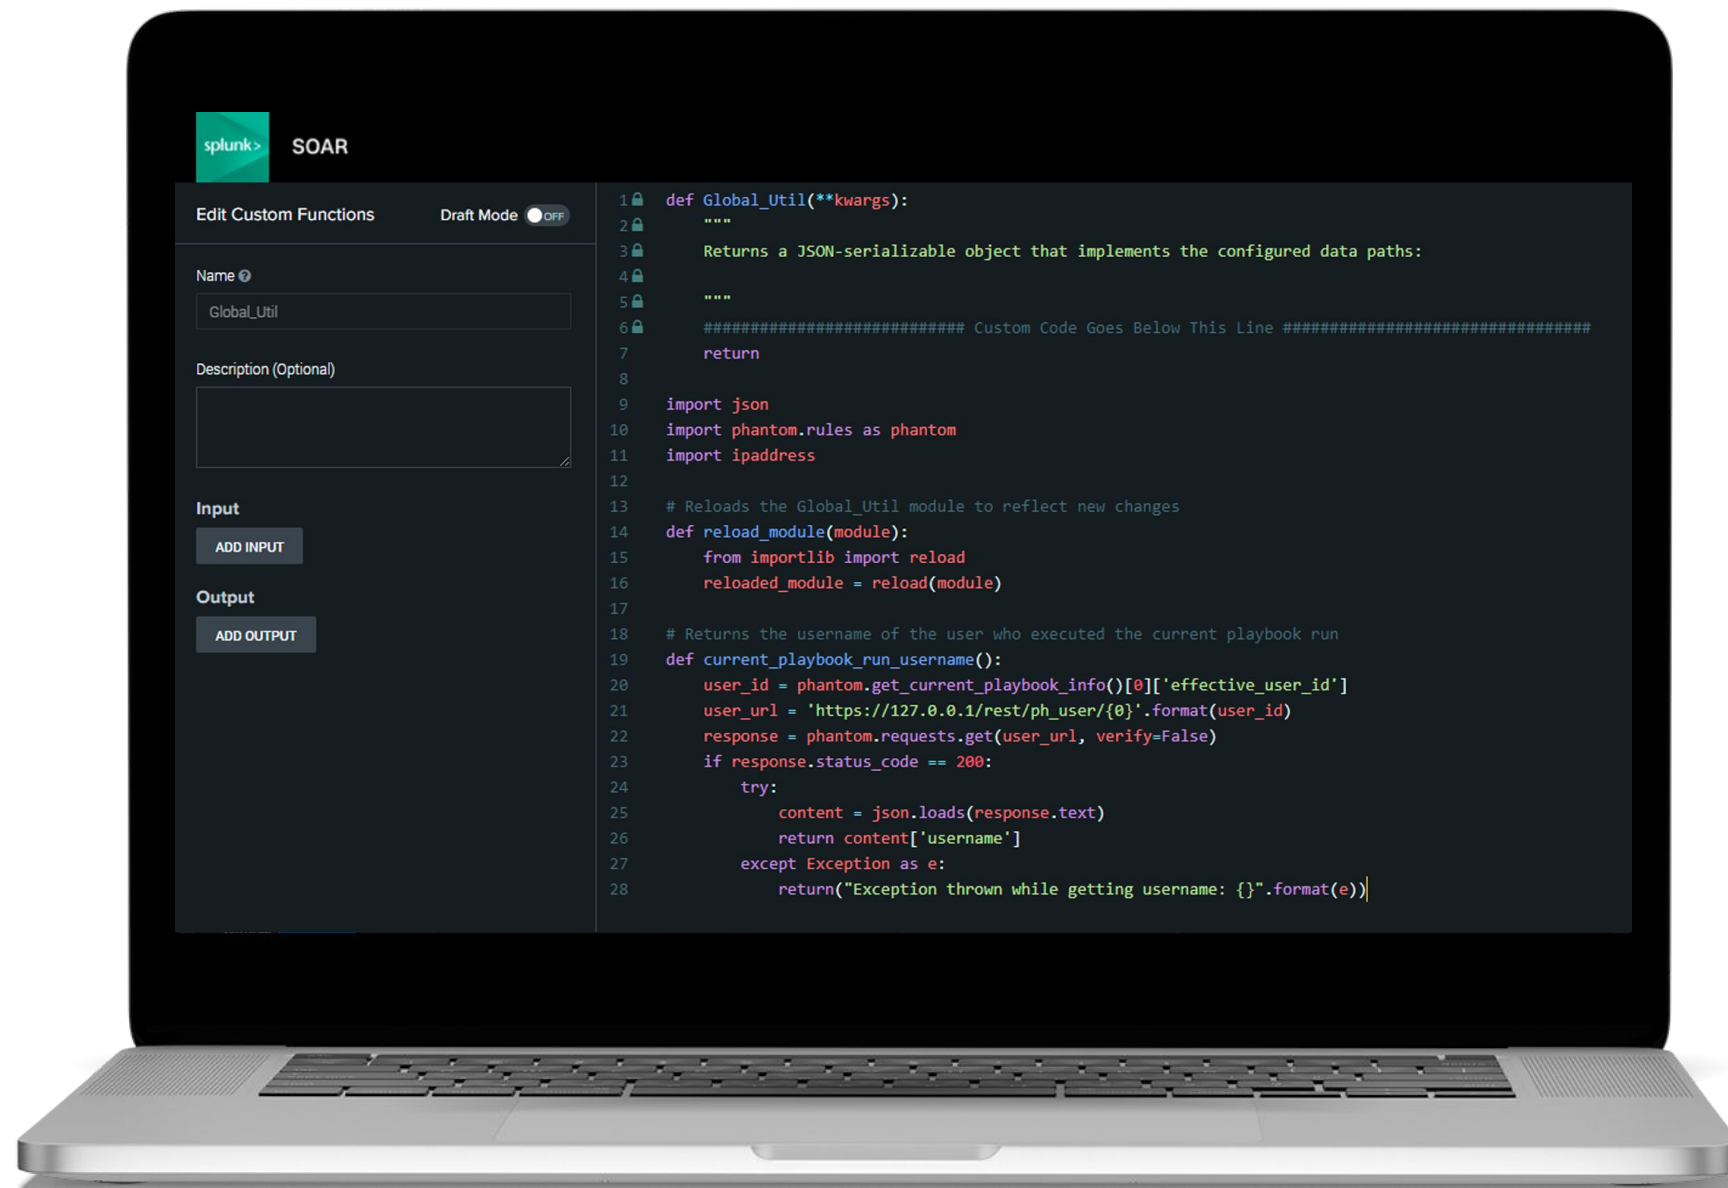 splunk>
SOAR
Edit Custom Functions
Draft Mode OFF
Name
Global_Util
Description (Optional)
Input
ADD INPUT
Output
ADD OUTPUT
1 def Global_Util(**kwargs):
2     """
3     Returns a JSON-serializable object that implements the configured data paths:
4
5     """
6     ############################ Custom Code Goes Below This Line #################################
7     return
8
9 import json
10 import phantom.rules as phantom
11 import ipaddress
12
13 # Reloads the Global_Util module to reflect new changes
14 def reload_module(module):
15     from importlib import reload
16     reloaded_module = reload(module)
17
18 # Returns the username of the user who executed the current playbook run
19 def current_playbook_run_username():
20     user_id = phantom.get_current_playbook_info()[0]['effective_user_id']
21     user_url = 'https://127.0.0.1/rest/ph_user/{0}'.format(user_id)
22     response = phantom.requests.get(user_url, verify=False)
23     if response.status_code == 200:
24         try:
25             content = json.loads(response.text)
26             return content['username']
27         except Exception as e:
28             return("Exception thrown while getting username: {}".format(e))